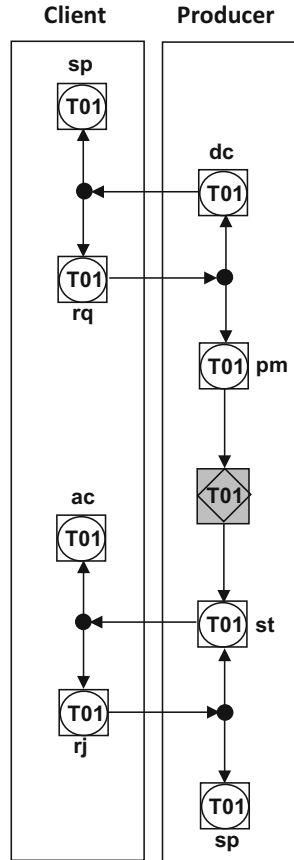 Client Producer
sp
T01
dc
T01
T01
rq
T01 pm
T01
ac
T01
T01 st
T01
rj
T01
sp